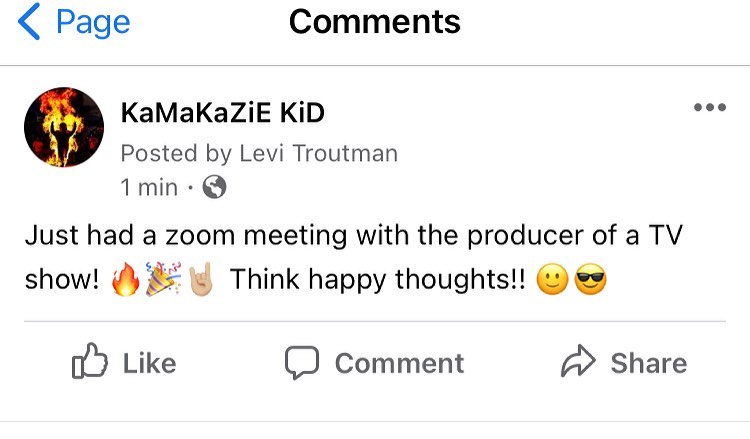 Page
Comments
KaMaKaZiE KiD
Posted by Levi Troutman
1 min ·
Just had a zoom meeting with the producer of a TV
show! 🔥🎉🤘🏼 Think happy thoughts!! 🙂😎
Like
Comment
Share